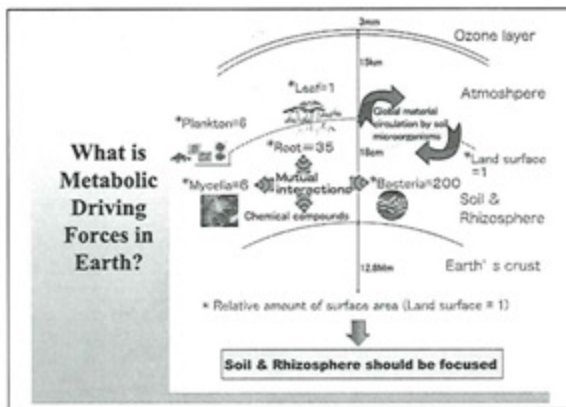 What is
Metabolic
Driving
Forces in
Earth?
3mm
Ozone layer
15km
Atmoshpere
*Leaf=1
*Plankton=6
Global material
circulation by soil
microorganisms
*Root=35
18cm
*Land surface
=1
Mutual
interactions
*Mycelia=6
*Bacteria=200
Soil &
Rhizosphere
Chemical compounds
Earth's crust
12.8Mm
* Relative amount of surface area (Land surface = 1)
Soil & Rhizosphere should be focused